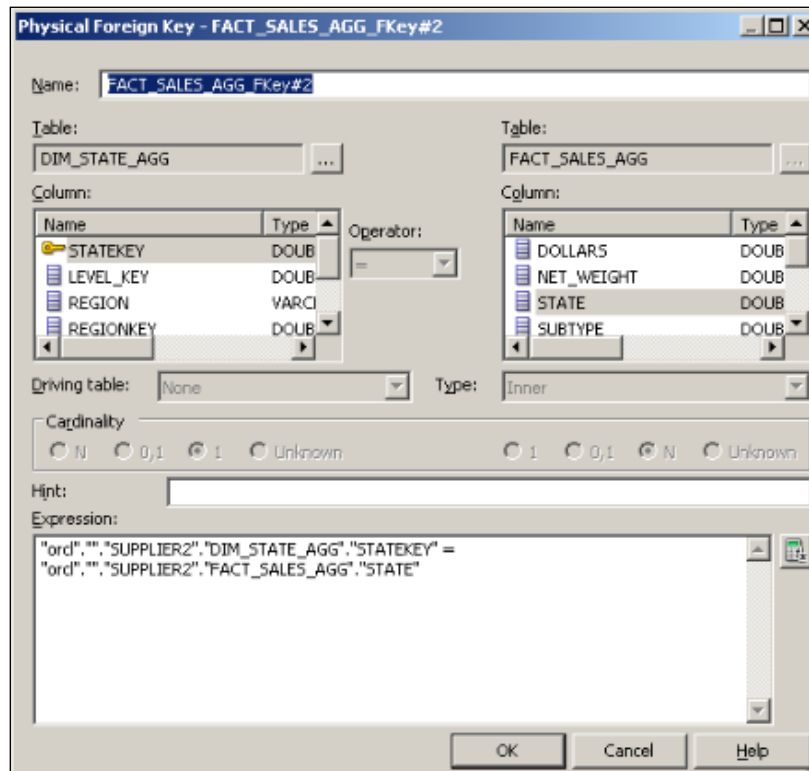 Physical Foreign Key - FACT_SALES_AGG_FKey#2
Name: FACT_SALES_AGG_FKey#2
Table: Table:
DIM_STATE_AGG ... FACT_SALES_AGG ...
Column: Operator: Column:
Name Type Name Type
STATEKEY DOUB = DOLLARS DOUB
LEVEL_KEY DOUB NET_WEIGHT DOUB
REGION VARCI STATE DOUB
REGIONKEY DOUB SUBTYPE DOUB
Driving table: None Type: Inner
Cardinality
N 0,1 1 Unknown 1 0,1 N Unknown
Hint:
Expression:
"orcl".""."SUPPLIER2"."DIM_STATE_AGG"."STATEKEY" =
"orcl".""."SUPPLIER2"."FACT_SALES_AGG"."STATE"
OK Cancel Help